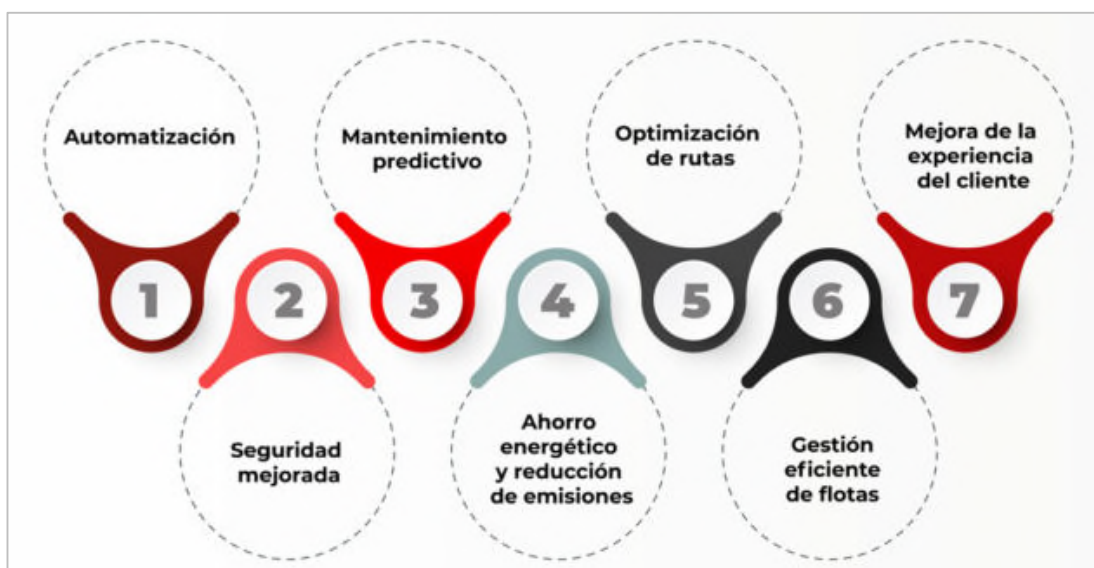 Automatización
1
Seguridad
mejorada
2
Mantenimiento
predictivo
3
Ahorro
energético
y reducción
de emisiones
4
Optimización
de rutas
5
Gestión
eficiente
de flotas
6
Mejora de la
experiencia
del cliente
7